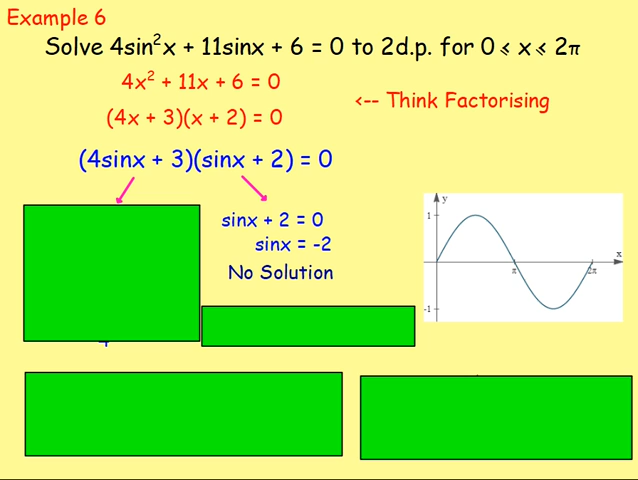 Example 6
Solve 4sin²x + 11sinx + 6 = 0 to 2d.p. for 0 ≤ x ≤ 2π
4x² + 11x + 6 = 0
<-- Think Factorising
(4x + 3)(x + 2) = 0
(4sinx + 3)(sinx + 2) = 0
sinx + 2 = 0
sinx = -2
No Solution
y
1
x
π
2π
-1